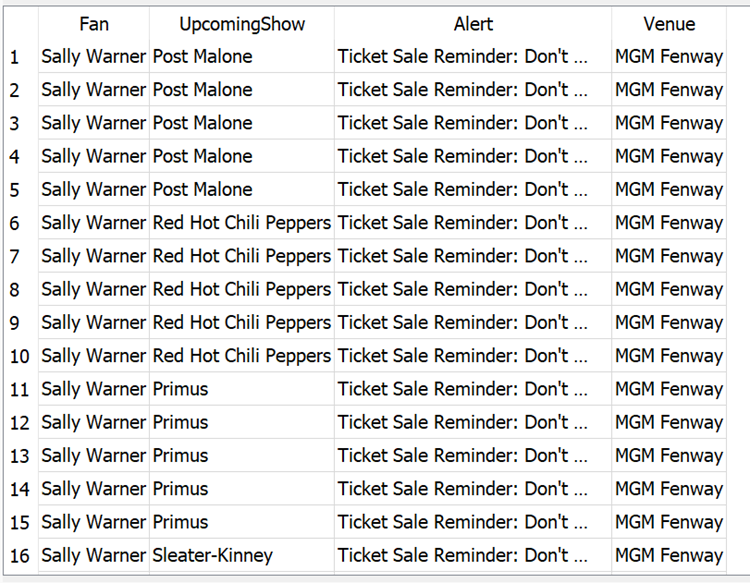 Fan UpcomingShow Alert Venue
1 Sally Warner Post Malone Ticket Sale Reminder: Don't ... MGM Fenway
2 Sally Warner Post Malone Ticket Sale Reminder: Don't ... MGM Fenway
3 Sally Warner Post Malone Ticket Sale Reminder: Don't ... MGM Fenway
4 Sally Warner Post Malone Ticket Sale Reminder: Don't ... MGM Fenway
5 Sally Warner Post Malone Ticket Sale Reminder: Don't ... MGM Fenway
6 Sally Warner Red Hot Chili Peppers Ticket Sale Reminder: Don't ... MGM Fenway
7 Sally Warner Red Hot Chili Peppers Ticket Sale Reminder: Don't ... MGM Fenway
8 Sally Warner Red Hot Chili Peppers Ticket Sale Reminder: Don't ... MGM Fenway
9 Sally Warner Red Hot Chili Peppers Ticket Sale Reminder: Don't ... MGM Fenway
10 Sally Warner Red Hot Chili Peppers Ticket Sale Reminder: Don't ... MGM Fenway
11 Sally Warner Primus Ticket Sale Reminder: Don't ... MGM Fenway
12 Sally Warner Primus Ticket Sale Reminder: Don't ... MGM Fenway
13 Sally Warner Primus Ticket Sale Reminder: Don't ... MGM Fenway
14 Sally Warner Primus Ticket Sale Reminder: Don't ... MGM Fenway
15 Sally Warner Primus Ticket Sale Reminder: Don't ... MGM Fenway
16 Sally Warner Sleater-Kinney Ticket Sale Reminder: Don't ... MGM Fenway